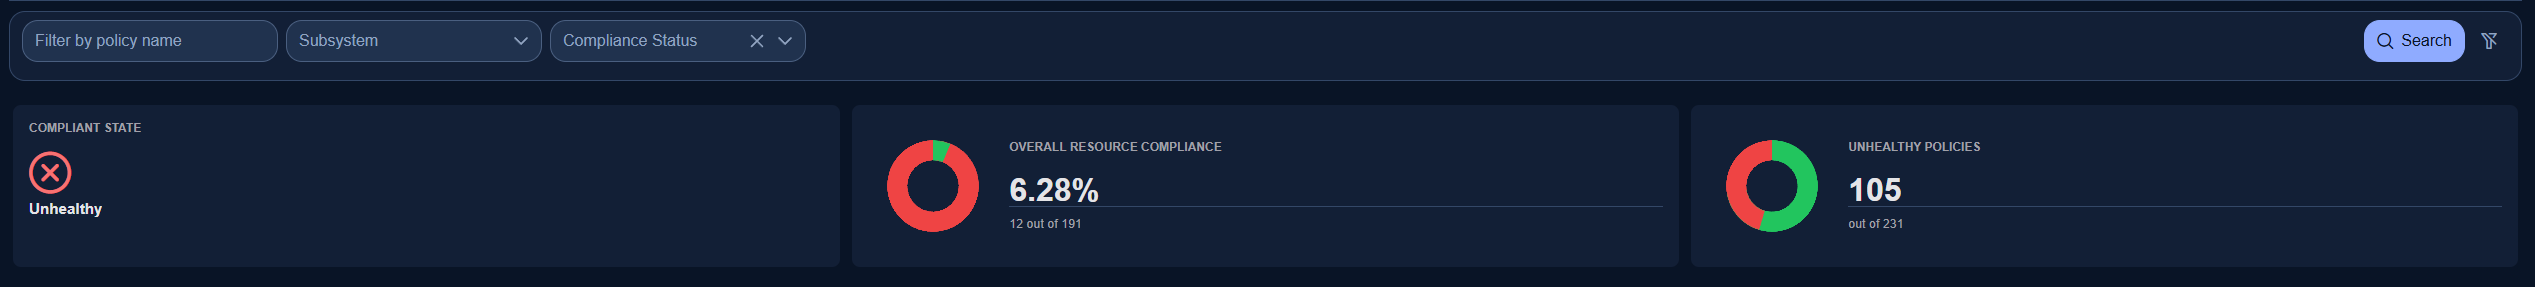 Filter by policy name
Subsystem
Compliance Status
Search
COMPLIANT STATE
Unhealthy
OVERALL RESOURCE COMPLIANCE
6.28%
12 out of 191
UNHEALTHY POLICIES
105
out of 231